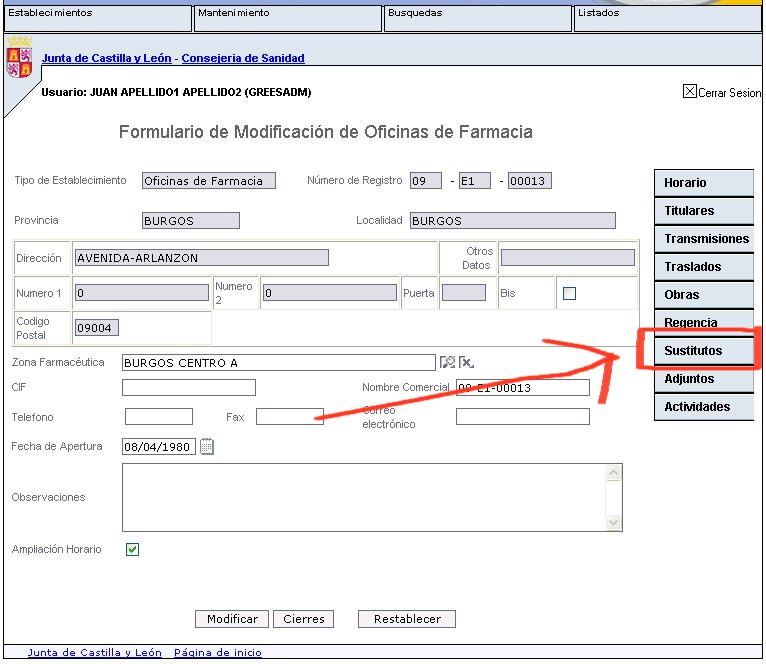 Establecimientos Mantenimiento Busquedas Listados
Junta de Castilla y León - Consejeria de Sanidad
Usuario: JUAN APELLIDO1 APELLIDO2 (GREESADM)
Cerrar Sesion
Formulario de Modificación de Oficinas de Farmacia
Tipo de Establecimiento Oficinas de Farmacia Número de Registro 09 - E1 - 00013
Provincia BURGOS Localidad BURGOS
Dirección AVENIDA-ARLANZON Otros Datos
Numero 1 0 Numero 2 0 Puerta Bis
Codigo Postal 09004
Zona Farmacéutica BURGOS CENTRO A
CIF Nombre Comercial 09-E1-00013
Telefono Fax Correo electrónico
Fecha de Apertura 08/04/1980
Observaciones
Ampliación Horario
Modificar Cierres Restablecer
Horario
Titulares
Transmisiones
Traslados
Obras
Regencia
Sustitutos
Adjuntos
Actividades
Junta de Castilla y León Página de inicio